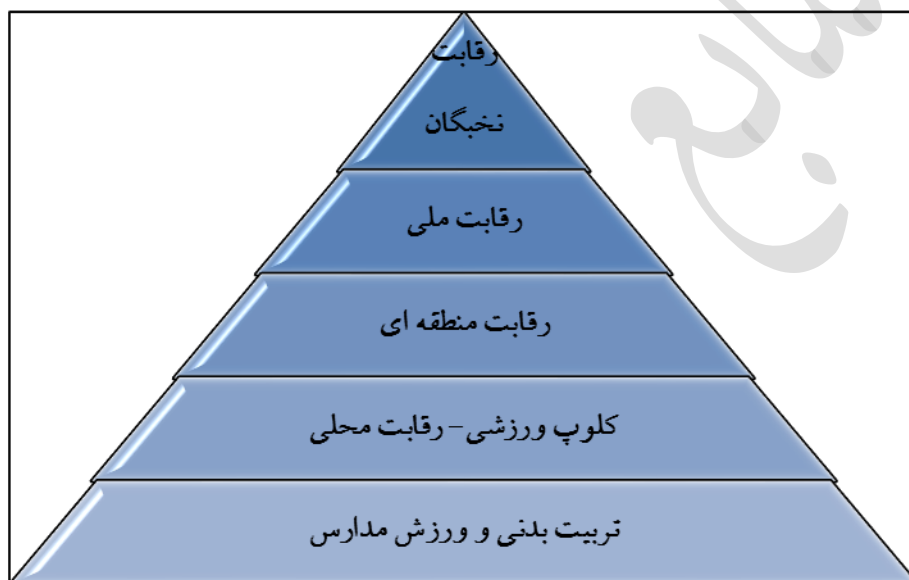 رقابت
نخبگان
رقابت ملی
رقابت منطقه ای
کلوپ ورزشی- رقابت محلی
تربیت بدنی و ورزش مدارس